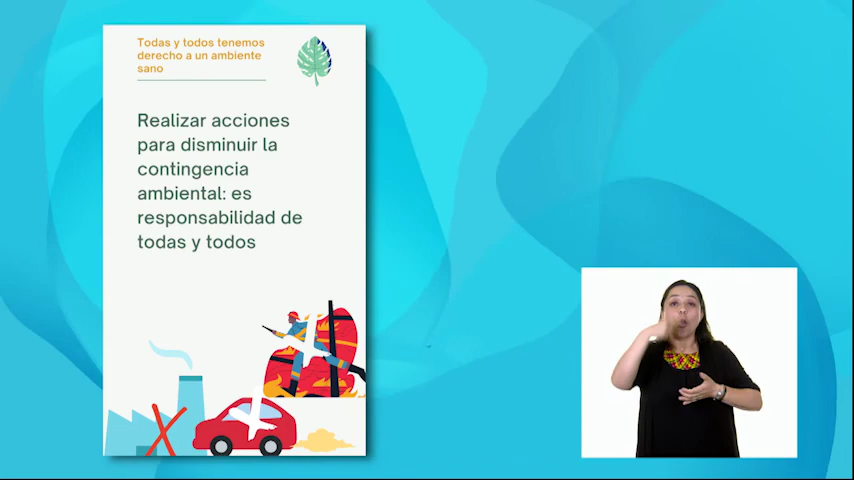 Todas y todos tenemos
derecho a un ambiente
sano
Realizar acciones
para disminuir la
contingencia
ambiental: es
responsabilidad de
todas y todos